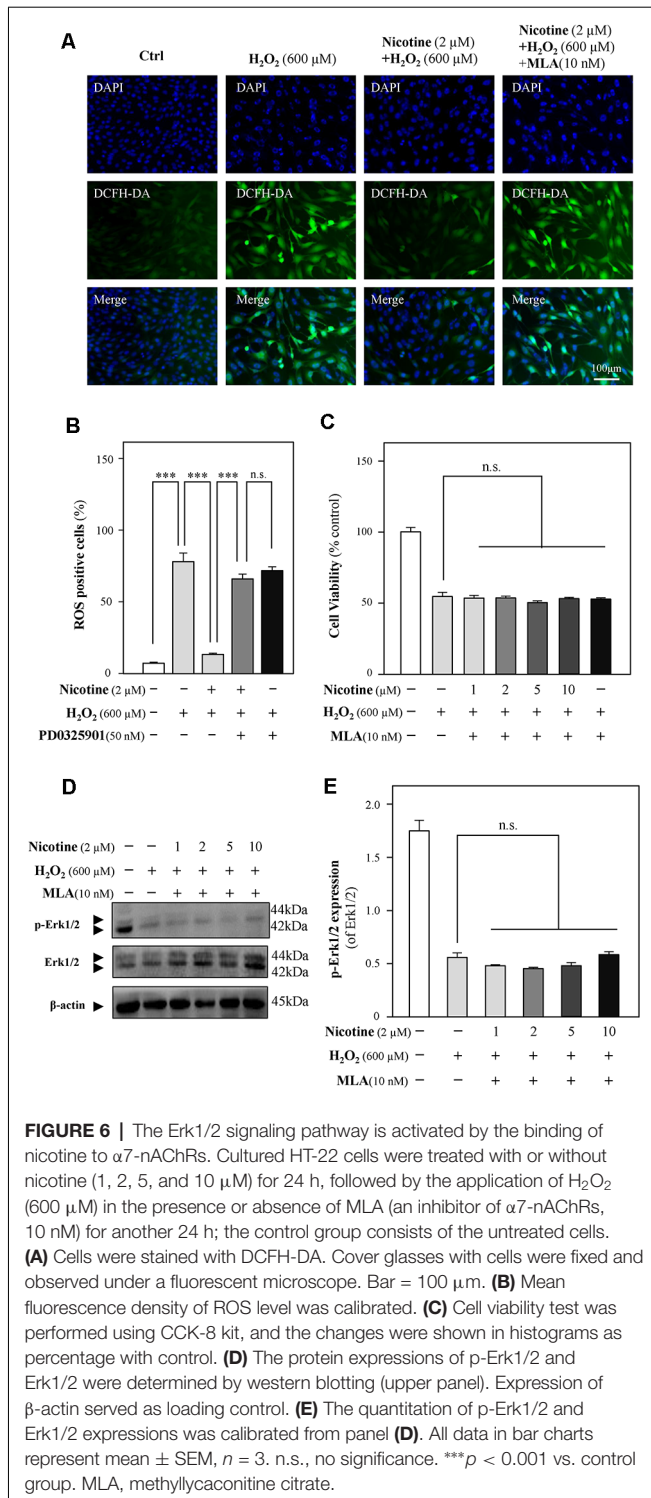 A
Ctrl
H₂O₂ (600 μM)
Nicotine (2 μM)
+H₂O₂ (600 μM)
Nicotine (2 μM)
+H₂O₂ (600 μM)
+MLA(10 nM)
DAPI DAPI DAPI DAPI
DCFH-DA DCFH-DA DCFH-DA DCFH-DA
Merge Merge Merge Merge
100μm
B
ROS positive cells (%)
150
100
50
0
*** *** *** n.s.
Nicotine (2 μM) − − + + −
H₂O₂ (600 μM) − + + + +
PD0325901(50 nM) − − − + +
C
Cell Viability (% control)
150
100
50
0
n.s.
Nicotine (μM) − − 1 2 5 10 −
H₂O₂ (600 μM) − + + + + + +
MLA(10 nM) − − + + + + +
D
Nicotine (2 μM) − − 1 2 5 10
H₂O₂ (600 μM) − + + + + +
MLA(10 nM) − − + + + +
p-Erk1/2 44kDa
42kDa
Erk1/2 44kDa
42kDa
β-actin 45kDa
E
p-Erk1/2 expression
(of Erk1/2)
2.0
1.5
1.0
0.5
0
n.s.
Nicotine (2 μM) − − 1 2 5 10
H₂O₂ (600 μM) − + + + + +
MLA(10 nM) − − + + + +
FIGURE 6 | The Erk1/2 signaling pathway is activated by the binding of
nicotine to α7-nAChRs. Cultured HT-22 cells were treated with or without
nicotine (1, 2, 5, and 10 μM) for 24 h, followed by the application of H₂O₂
(600 μM) in the presence or absence of MLA (an inhibitor of α7-nAChRs,
10 nM) for another 24 h; the control group consists of the untreated cells.
(A) Cells were stained with DCFH-DA. Cover glasses with cells were fixed and
observed under a fluorescent microscope. Bar = 100 μm. (B) Mean
fluorescence density of ROS level was calibrated. (C) Cell viability test was
performed using CCK-8 kit, and the changes were shown in histograms as
percentage with control. (D) The protein expressions of p-Erk1/2 and
Erk1/2 were determined by western blotting (upper panel). Expression of
β-actin served as loading control. (E) The quantitation of p-Erk1/2 and
Erk1/2 expressions was calibrated from panel (D). All data in bar charts
represent mean ± SEM, n = 3. n.s., no significance. ***p < 0.001 vs. control
group. MLA, methyllycaconitine citrate.